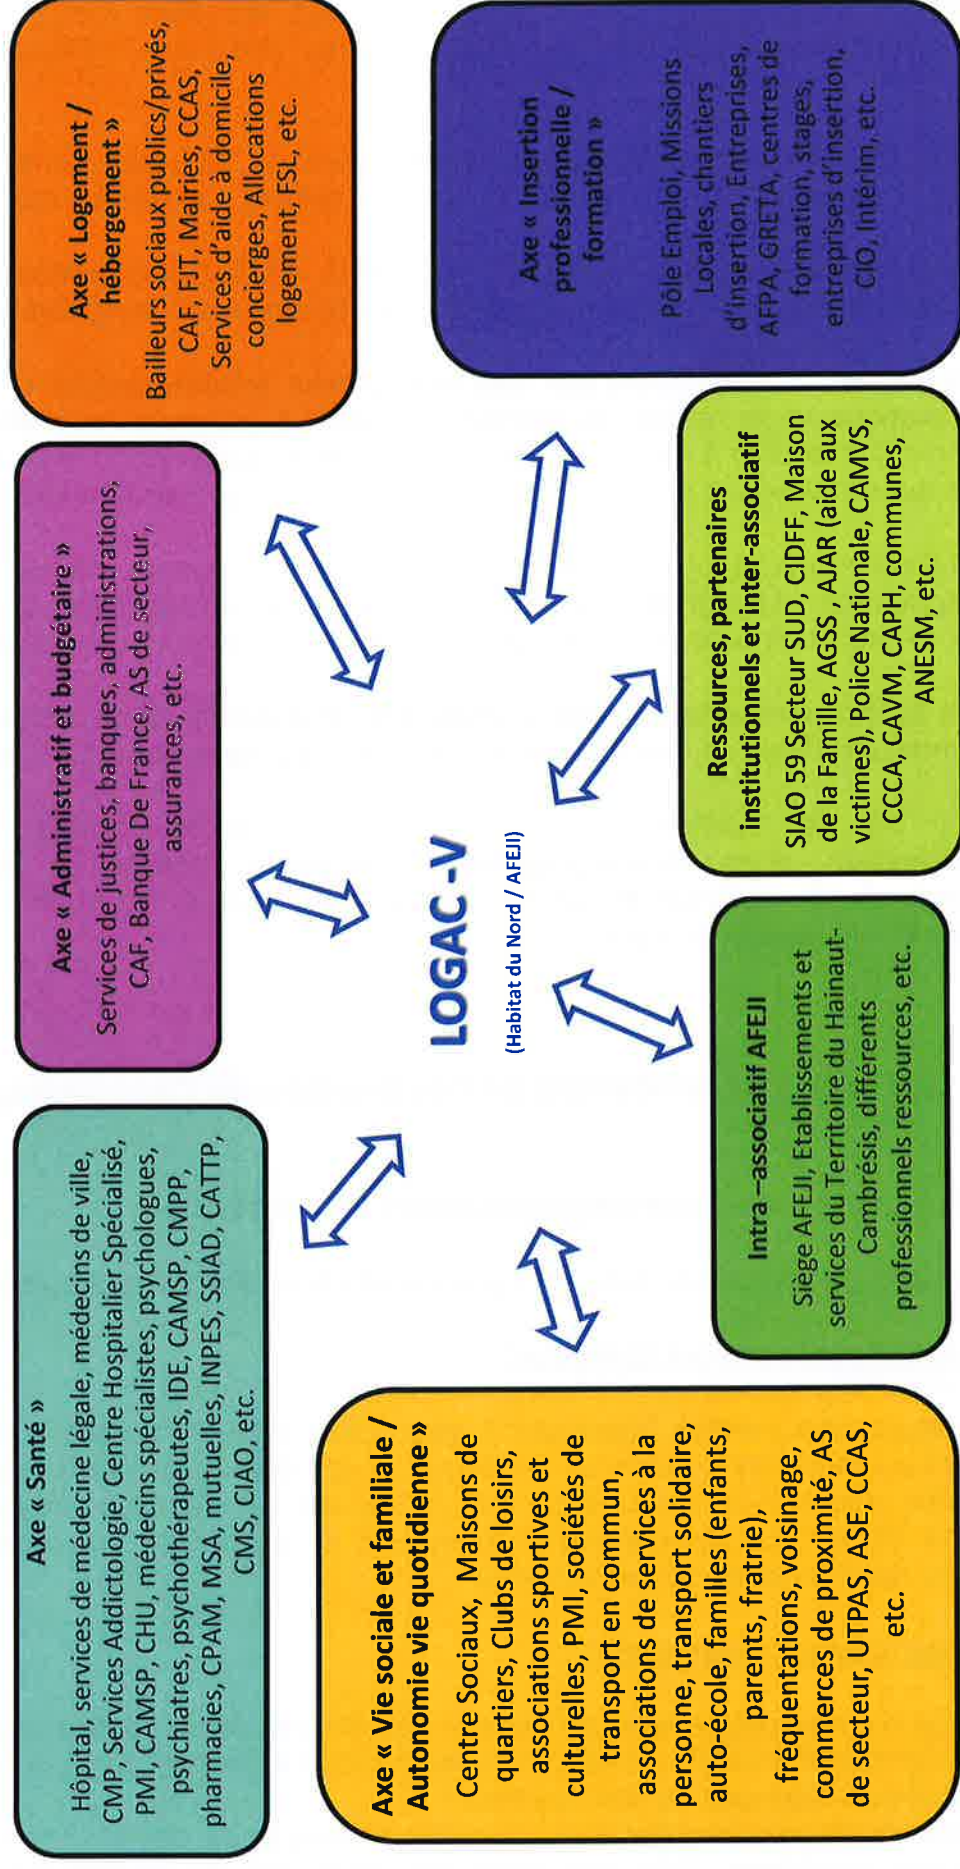 Axe « Santé »
Hôpital, services de médecine légale, médecins de ville,
CMP, Services Addictologie, Centre Hospitalier Spécialisé,
PMI, CAMSP, CHU, médecins spécialistes, psychologues,
psychiatres, psychothérapeutes, IDE, CAMSP, CMPP,
pharmacies, CPAM, MSA, mutuelles, INPES, SSIAD, CATTP,
CMS, CIAO, etc.
Axe « Administratif et budgétaire »
Services de justices, banques, administrations,
CAF, Banque De France, AS de secteur,
assurances, etc.
Axe « Logement /
hébergement »
Bailleurs sociaux publics/privés,
CAF, FJT, Mairies, CCAS,
Services d'aide à domicile,
concierges, Allocations
logement, FSL, etc.
LOGAC -V
(Habitat du Nord / AFEJI)
Axe « Vie sociale et familiale /
Autonomie vie quotidienne »
Centre Sociaux, Maisons de
quartiers, Clubs de loisirs,
associations sportives et
culturelles, PMI, sociétés de
transport en commun,
associations de services à la
personne, transport solidaire,
auto-école, familles (enfants,
parents, fratrie),
fréquentations, voisinage,
commerces de proximité, AS
de secteur, UTPAS, ASE, CCAS,
etc.
Intra –associatif AFEJI
Siège AFEJI, Etablissements et
services du Territoire du Hainaut-
Cambrésis, différents
professionnels ressources, etc.
Ressources, partenaires
institutionnels et inter-associatif
SIAO 59 Secteur SUD, CIDFF, Maison
de la Famille, AGSS , AJAR (aide aux
victimes), Police Nationale, CAMVS,
CCCA, CAVM, CAPH, communes,
ANESM, etc.
Axe « Insertion
professionnelle /
formation »
Pôle Emploi, Missions
Locales, chantiers
d'insertion, Entreprises,
AFPA, GRETA, centres de
formation, stages,
entreprises d'insertion,
CIO, Intérim, etc.